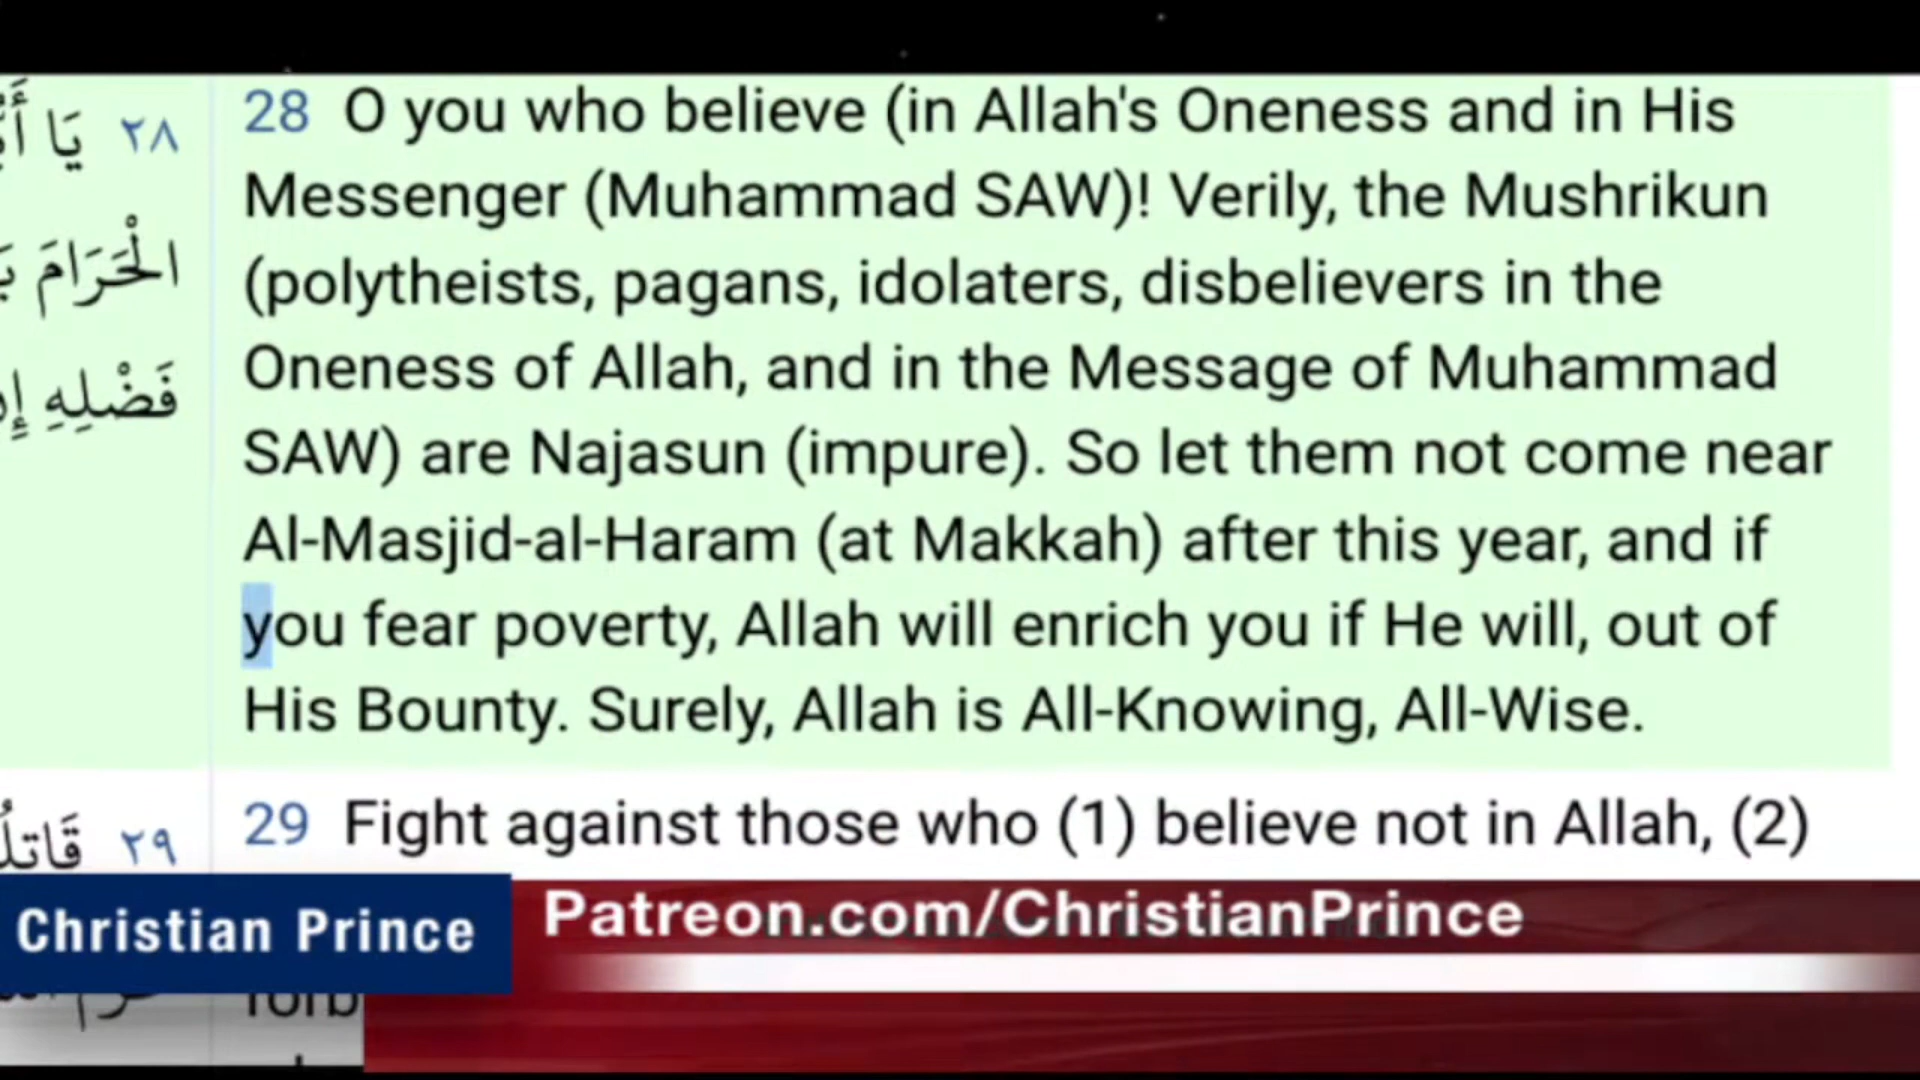 28 O you who believe (in Allah's Oneness and in His
Messenger (Muhammad SAW)! Verily, the Mushrikun
(polytheists, pagans, idolaters, disbelievers in the
Oneness of Allah, and in the Message of Muhammad
SAW) are Najasun (impure). So let them not come near
Al-Masjid-al-Haram (at Makkah) after this year, and if
you fear poverty, Allah will enrich you if He will, out of
His Bounty. Surely, Allah is All-Knowing, All-Wise.
٢٨ يَا
الْحَرَامَ
فَضْلِهِ
29 Fight against those who (1) believe not in Allah, (2)
٢٩
Christian Prince
Patreon.com/ChristianPrince